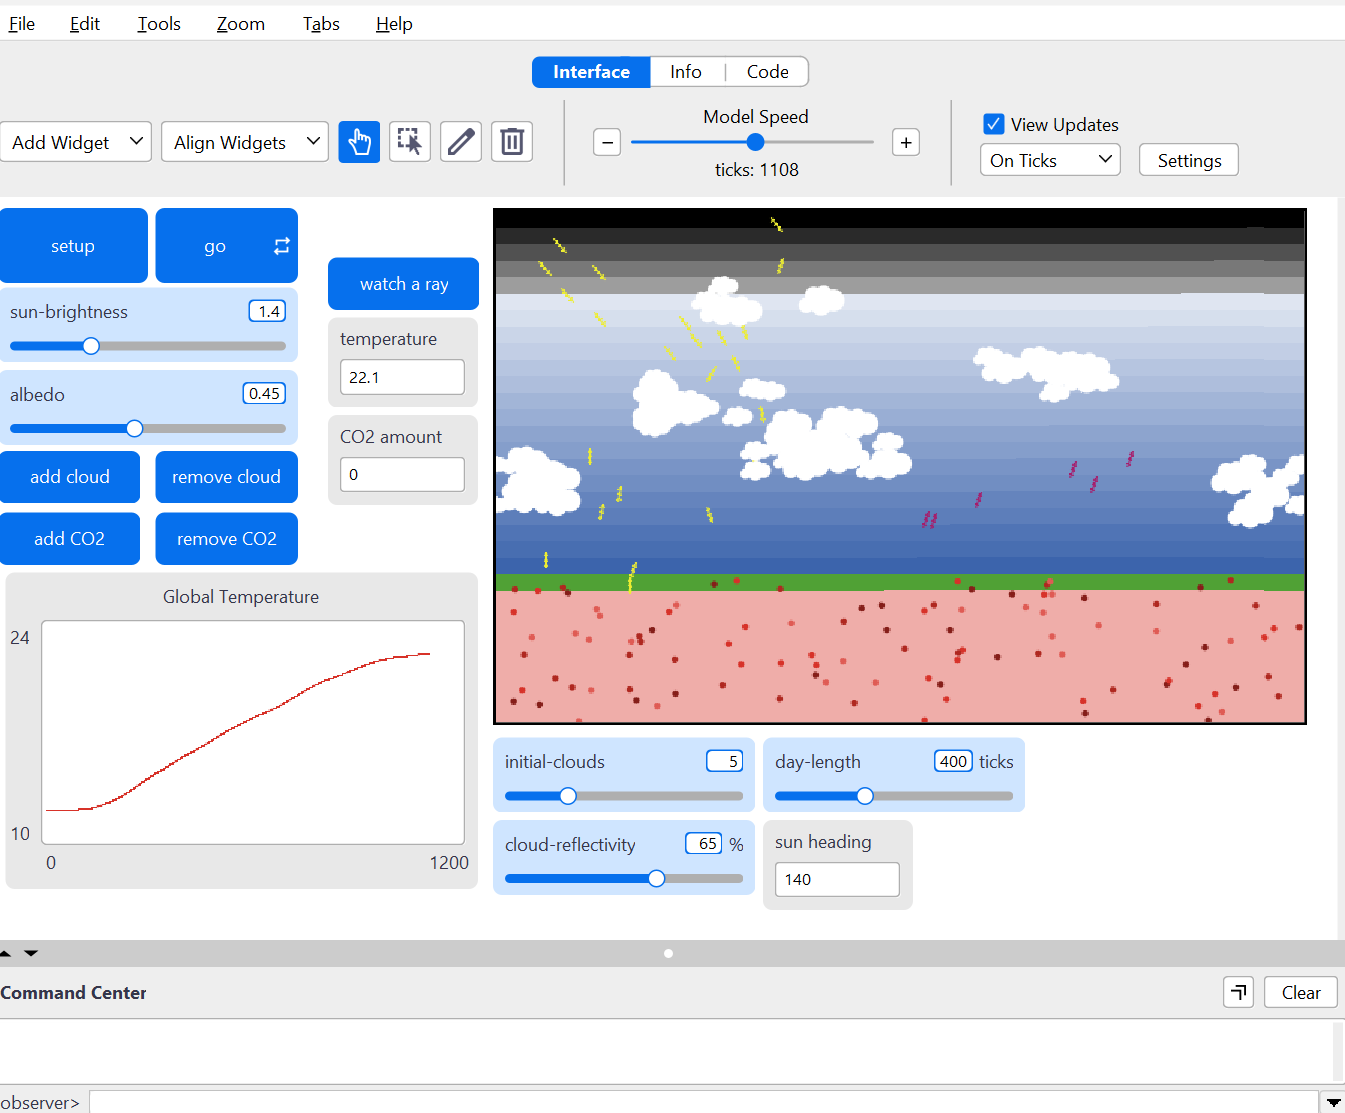 File Edit Tools Zoom Tabs Help
Interface Info Code
Add Widget Align Widgets
Model Speed
ticks: 1108
View Updates
On Ticks Settings
setup go
sun-brightness 1.4
albedo 0.45
add cloud remove cloud
add CO2 remove CO2
watch a ray
temperature
22.1
CO2 amount
0
Global Temperature
24
10
0 1200
initial-clouds 5
day-length 400 ticks
cloud-reflectivity 65 %
sun heading
140
Command Center Clear
observer>